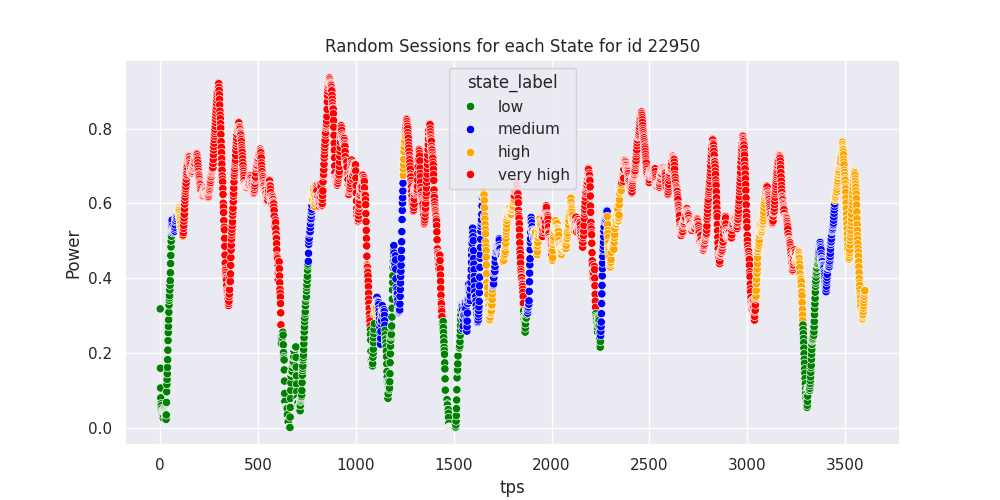 Random Sessions for each State for id 22950
state_label
low
medium
high
very high
Power
0.8
0.6
0.4
0.2
0.0
0 500 1000 1500 2000 2500 3000 3500
tps